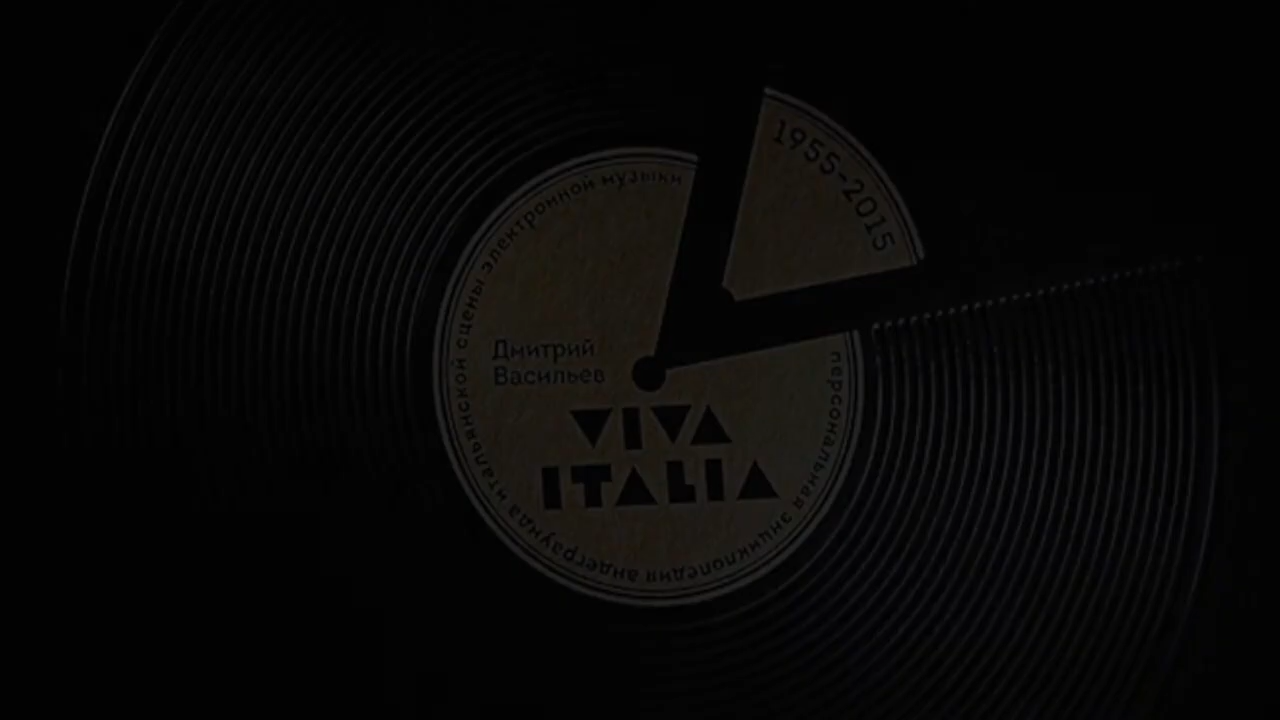 1955-2015
Дмитрий
Васильев
VIVA
ITALIA
персональная энциклопедия андеграунда итальянской сцены электронной музыки